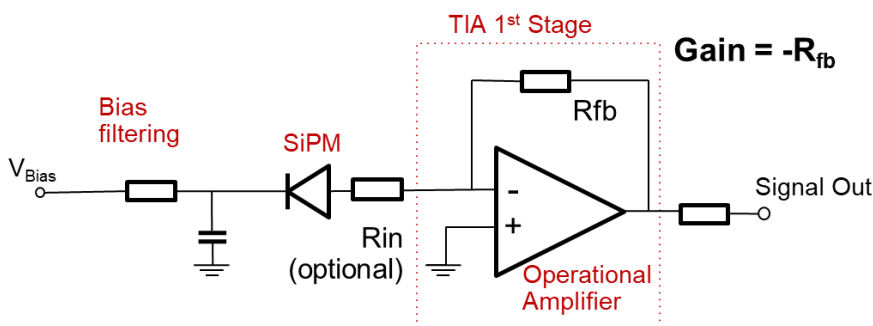 TIA 1st Stage
Gain = -Rfb
Bias
filtering
Rfb
SiPM
VBias
-
+
Signal Out
Rin
(optional)
Operational
Amplifier